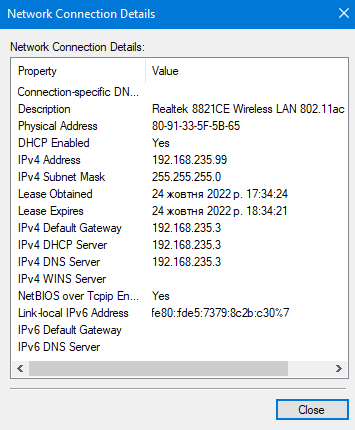 Network Connection Details
Network Connection Details:
Property Value
Connection-specific DN...
Description Realtek 8821CE Wireless LAN 802.11ac
Physical Address 80-91-33-5F-5B-65
DHCP Enabled Yes
IPv4 Address 192.168.235.99
IPv4 Subnet Mask 255.255.255.0
Lease Obtained 24 жовтня 2022 р. 17:34:24
Lease Expires 24 жовтня 2022 р. 18:34:21
IPv4 Default Gateway 192.168.235.3
IPv4 DHCP Server 192.168.235.3
IPv4 DNS Server 192.168.235.3
IPv4 WINS Server
NetBIOS over Tcpip En... Yes
Link-local IPv6 Address fe80::fde5:7379:8c2b:c30%7
IPv6 Default Gateway
IPv6 DNS Server
Close